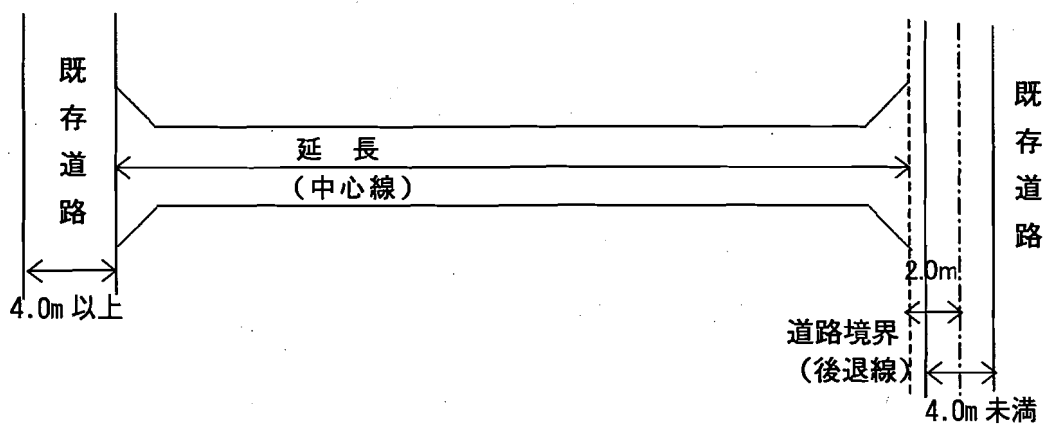 既存道路
延長
(中心線)
4.0m 以上
既存道路
2.0m
道路境界
(後退線)
4.0m 未満